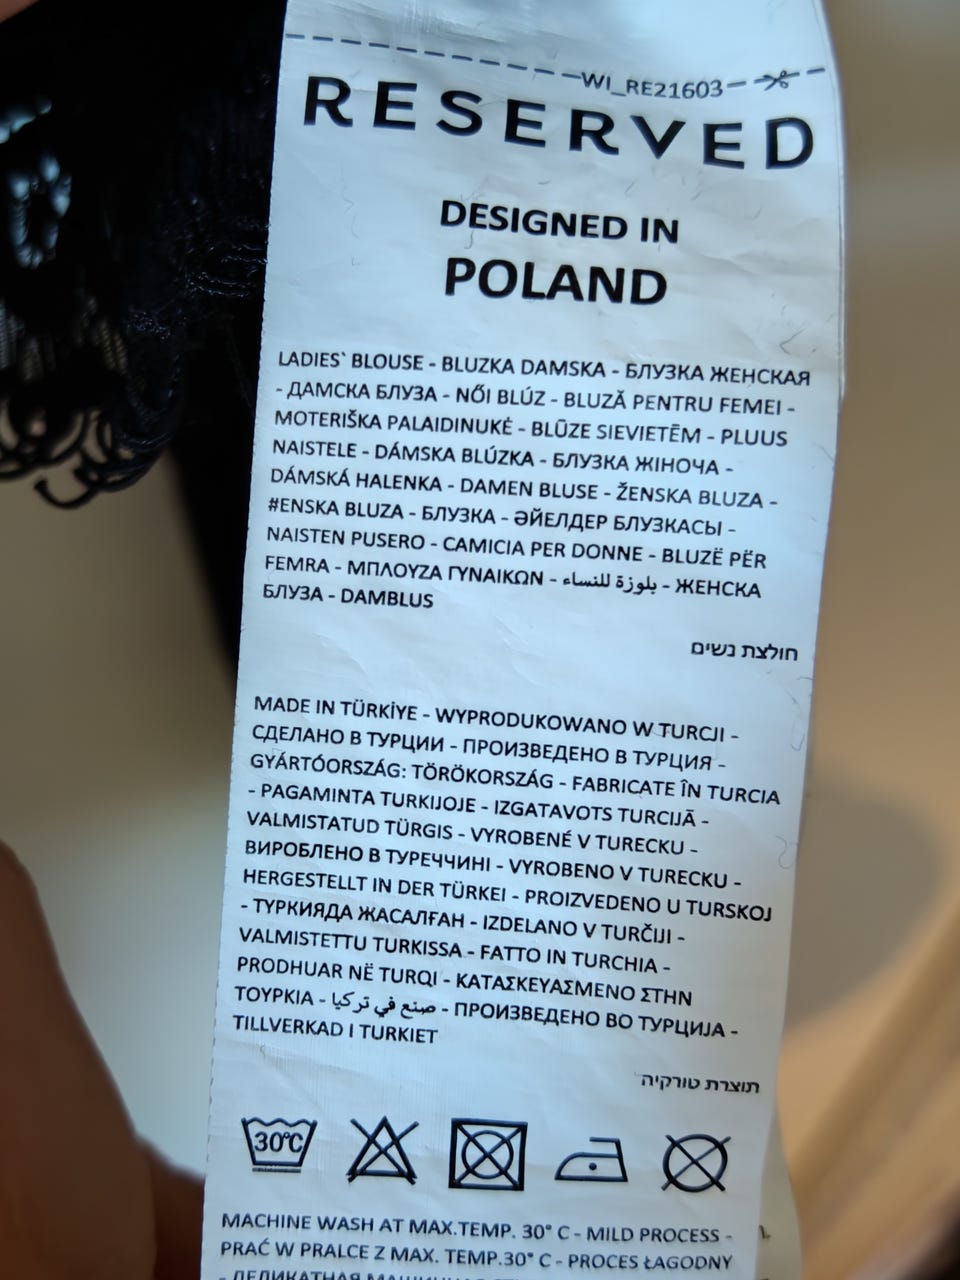 WI_RE21603
RESERVED
DESIGNED IN
POLAND
LADIES` BLOUSE - BLUZKA DAMSKA - БЛУЗКА ЖЕНСКАЯ
- ДАМСКА БЛУЗА - NŐI BLÚZ - BLUZĂ PENTRU FEMEI -
MOTERIŠKA PALAIDINUKĖ - BLŪZE SIEVIETĒM - PLUUS
NAISTELE - DÁMSKA BLÚZKA - БЛУЗКА ЖІНОЧА -
DÁMSKÁ HALENKA - DAMEN BLUSE - ŽENSKA BLUZA -
#ENSKA BLUZA - БЛУЗКА - ӘЙЕЛДЕР БЛУЗКАСЫ -
NAISTEN PUSERO - CAMICIA PER DONNE - BLUZË PËR
FEMRA - ΜΠΛΟΥΖΑ ΓΥΝΑΙΚΩΝ - بلوزة للنساء - ЖЕНСКА
БЛУЗА - DAMBLUS
חולצת נשים
MADE IN TÜRKİYE - WYPRODUKOWANO W TURCJI -
СДЕЛАНО В ТУРЦИИ - ПРОИЗВЕДЕНО В ТУРЦИЯ -
GYÁRTÓORSZÁG: TÖRÖKORSZÁG - FABRICATE ÎN TURCIA
- PAGAMINTA TURKIJOJE - IZGATAVOTS TURCIJĀ -
VALMISTATUD TÜRGIS - VYROBENÉ V TURECKU -
ВИРОБЛЕНО В ТУРЕЧЧИНІ - VYROBENO V TURECKU -
HERGESTELLT IN DER TÜRKEI - PROIZVEDENO U TURSKOJ
- ТҮРКИЯДА ЖАСАЛҒАН - IZDELANO V TURČIJI -
VALMISTETTU TURKISSA - FATTO IN TURCHIA -
PRODHUAR NË TURQI - ΚΑΤΑΣΚΕΥΑΣΜΕΝΟ ΣΤΗΝ
ΤΟΥΡΚΙΑ - صنع في تركيا - ПРОИЗВЕДЕНО ВО ТУРЦИЈА -
TILLVERKAD I TURKIET
תוצרת טורקיה
30°C
MACHINE WASH AT MAX.TEMP. 30° C - MILD PROCESS -
PRAĆ W PRALCE Z MAX. TEMP.30° C - PROCES ŁAGODNY
- ДЕЛИКАТНАЯ